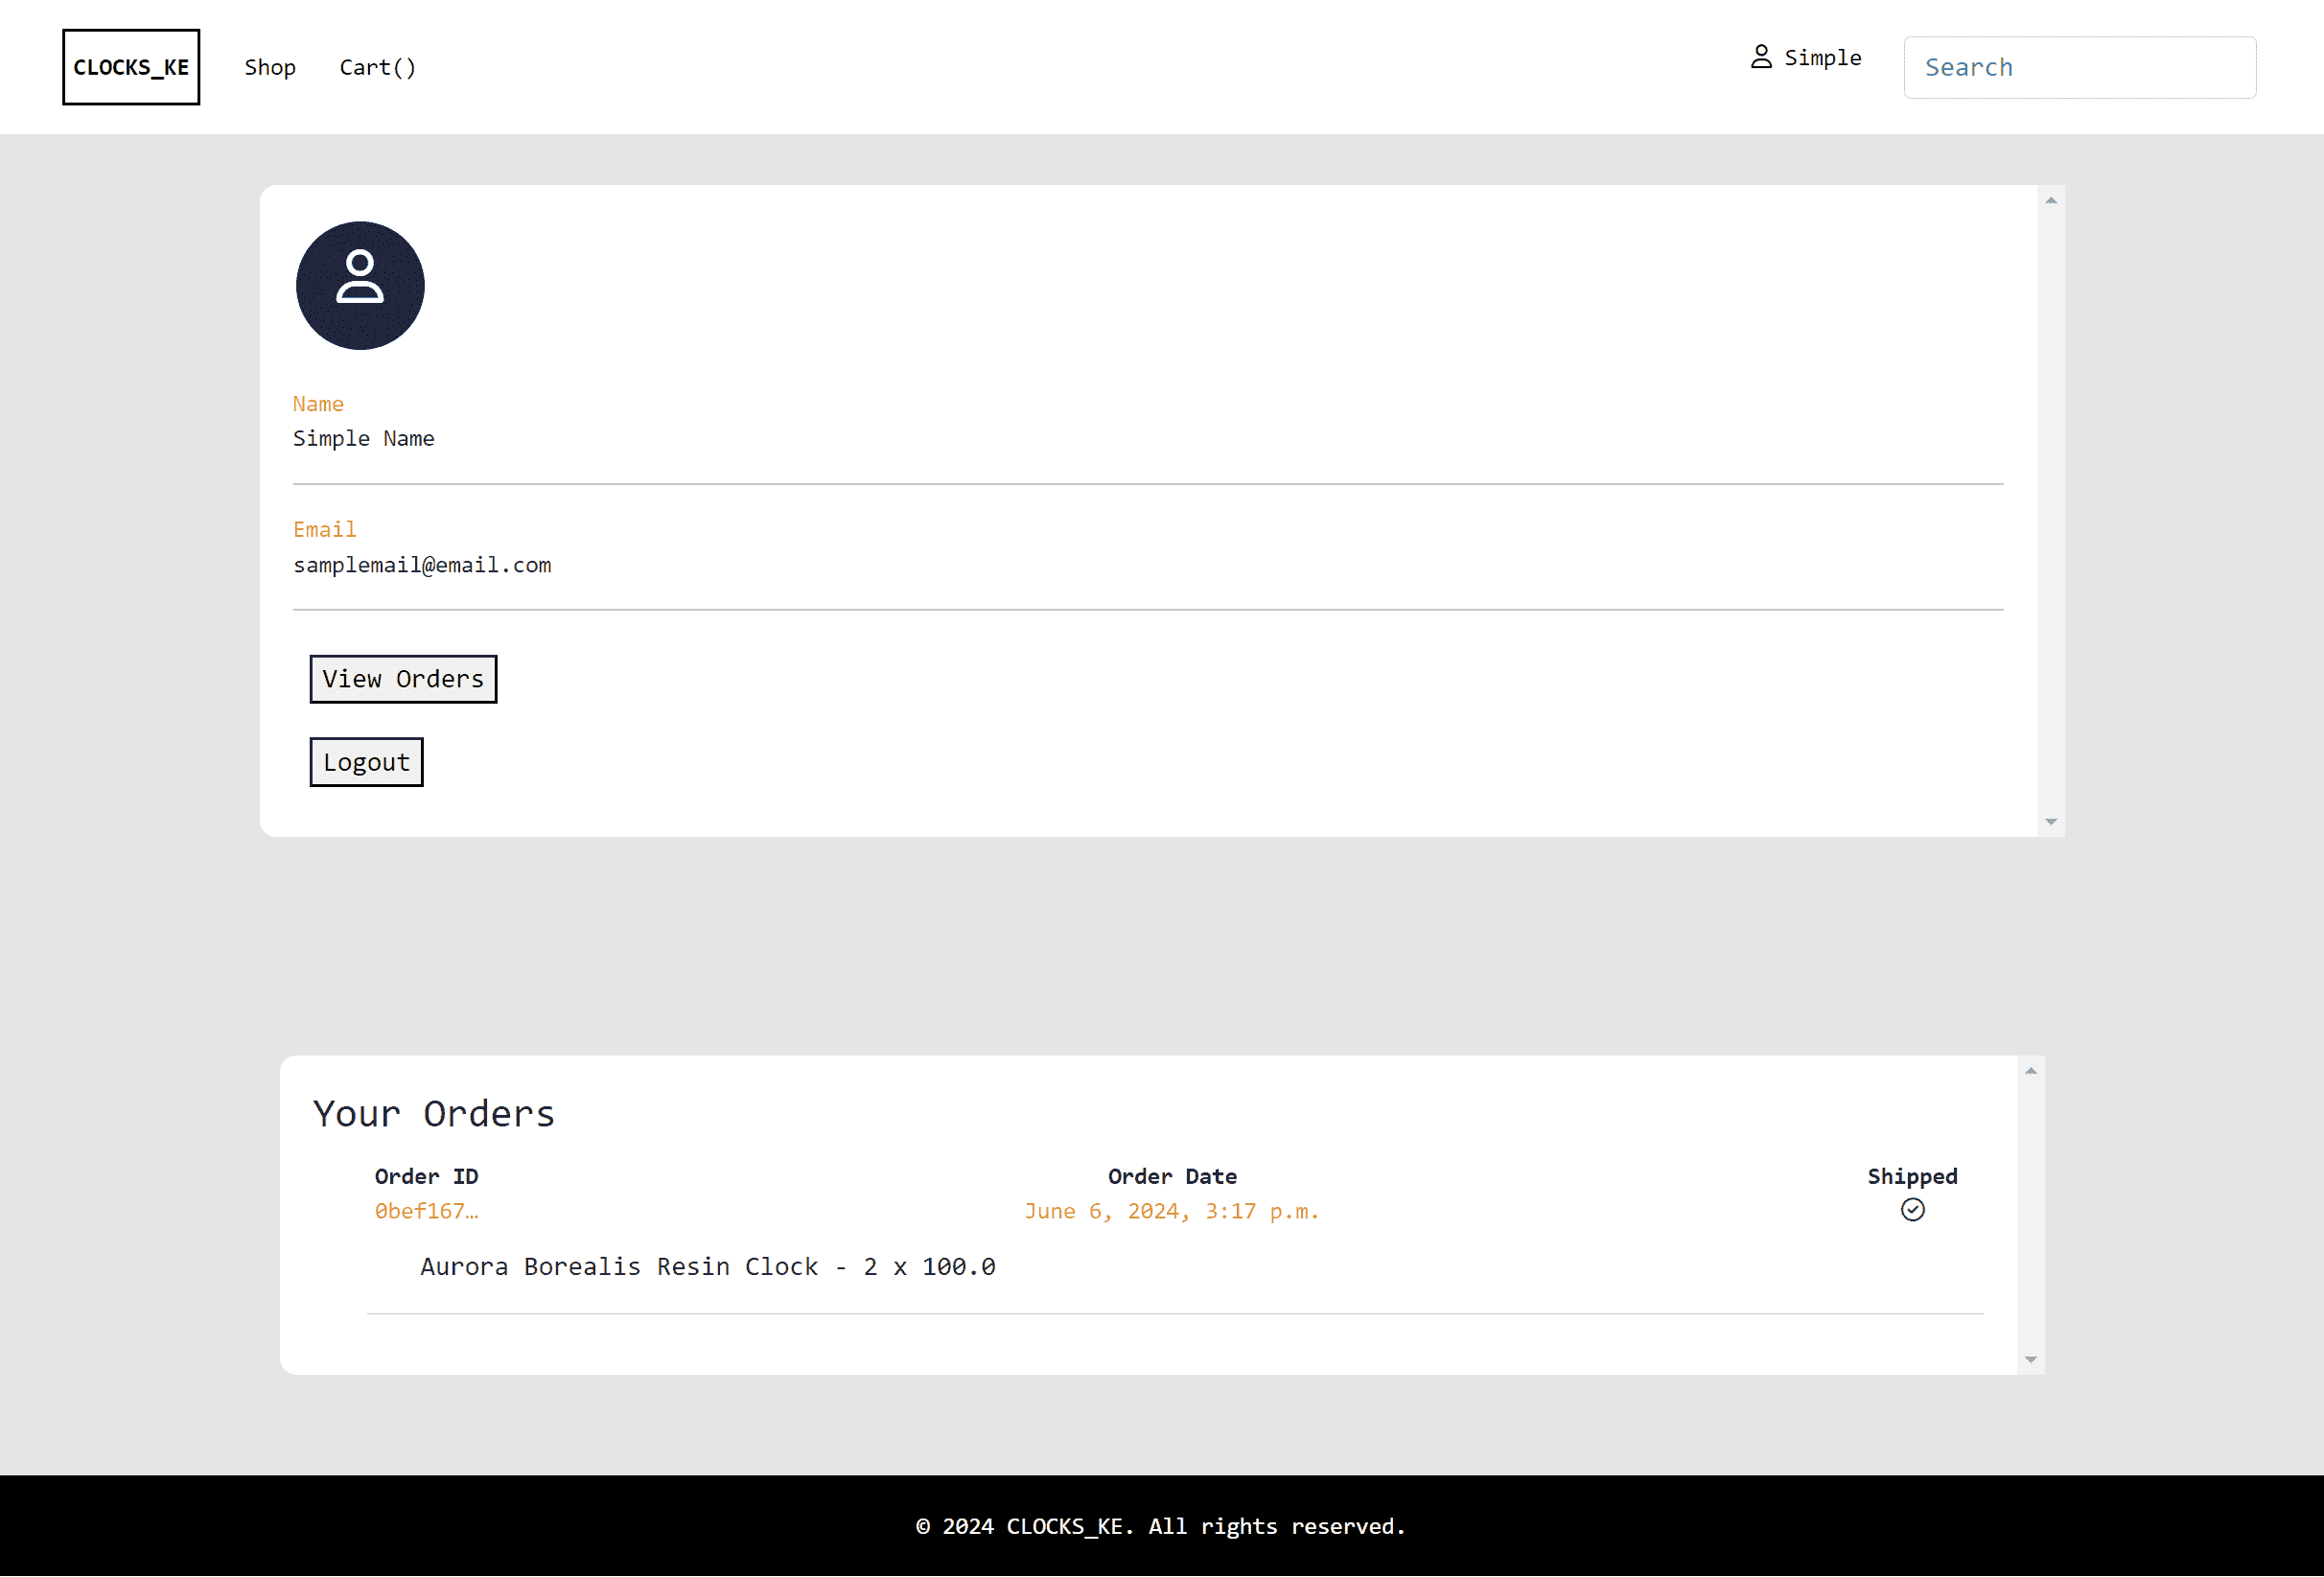 CLOCKS_KE Shop Cart() Simple Search
Name
Simple Name
Email
samplemail@email.com
View Orders
Logout
Your Orders
Order ID Order Date Shipped
0bef167… June 6, 2024, 3:17 p.m.
Aurora Borealis Resin Clock - 2 x 100.0
© 2024 CLOCKS_KE. All rights reserved.